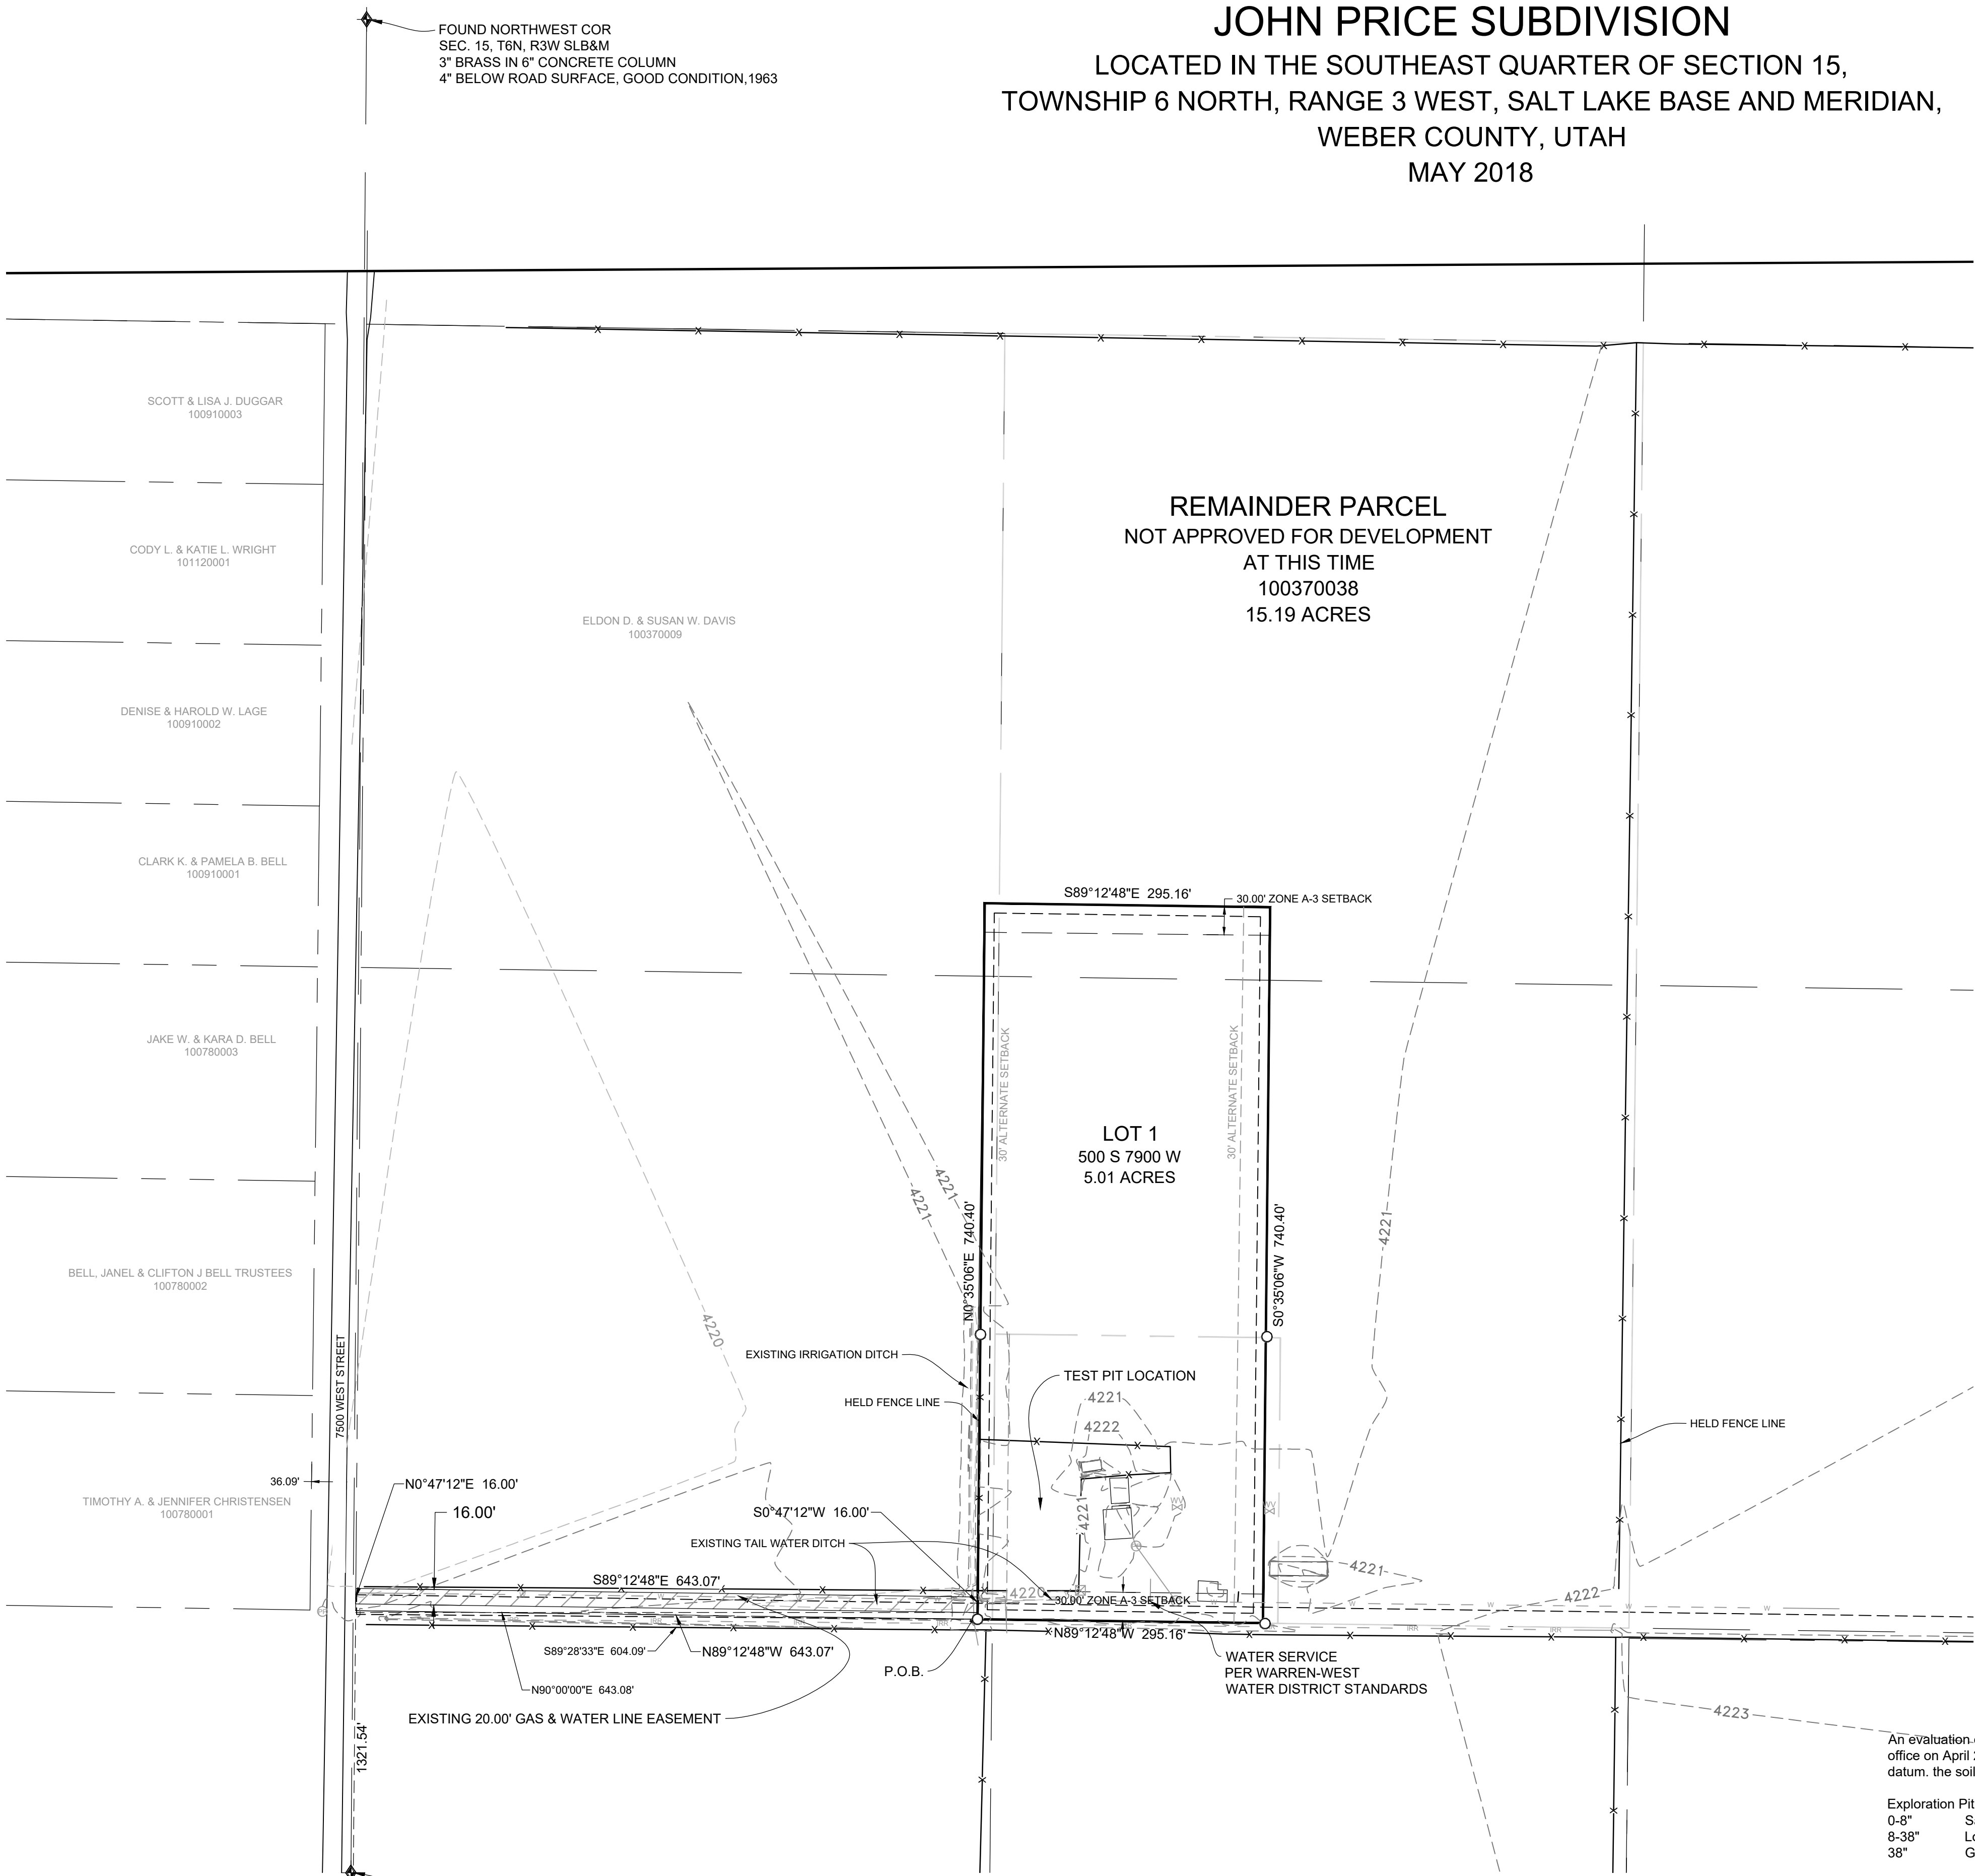 JOHN PRICE SUBDIVISION
LOCATED IN THE SOUTHEAST QUARTER OF SECTION 15,
TOWNSHIP 6 NORTH, RANGE 3 WEST, SALT LAKE BASE AND MERIDIAN,
WEBER COUNTY, UTAH
MAY 2018
FOUND NORTHWEST COR
SEC. 15, T6N, R3W SLB&M
3" BRASS IN 6" CONCRETE COLUMN
4" BELOW ROAD SURFACE, GOOD CONDITION,1963
SCOTT & LISA J. DUGGAR
100910003
CODY L. & KATIE L. WRIGHT
101120001
DENISE & HAROLD W. LAGE
100910002
CLARK K. & PAMELA B. BELL
100910001
JAKE W. & KARA D. BELL
100780003
BELL, JANEL & CLIFTON J BELL TRUSTEES
100780002
TIMOTHY A. & JENNIFER CHRISTENSEN
100780001
ELDON D. & SUSAN W. DAVIS
100370009
REMAINDER PARCEL
NOT APPROVED FOR DEVELOPMENT
AT THIS TIME
100370038
15.19 ACRES
S89°12'48"E 295.16'
30.00' ZONE A-3 SETBACK
30' ALTERNATE SETBACK
30' ALTERNATE SETBACK
LOT 1
500 S 7900 W
5.01 ACRES
N0°35'06"E 740.40'
S0°35'06"W 740.40'
4221
4221
4221
4220
7500 WEST STREET
EXISTING IRRIGATION DITCH
HELD FENCE LINE
TEST PIT LOCATION
4221
4222
4221
HELD FENCE LINE
36.09'
N0°47'12"E 16.00'
16.00'
S0°47'12"W 16.00'
EXISTING TAIL WATER DITCH
S89°12'48"E 643.07'
4220
30.00' ZONE A-3 SETBACK
4221
4222
N89°12'48"W 295.16'
S89°28'33"E 604.09'
N89°12'48"W 643.07'
N90°00'00"E 643.08'
P.O.B.
WATER SERVICE
PER WARREN-WEST
WATER DISTRICT STANDARDS
EXISTING 20.00' GAS & WATER LINE EASEMENT
1321.54'
4223
An evaluation
office on April
datum. the soil
Exploration Pit
0-8"
8-38"
38"